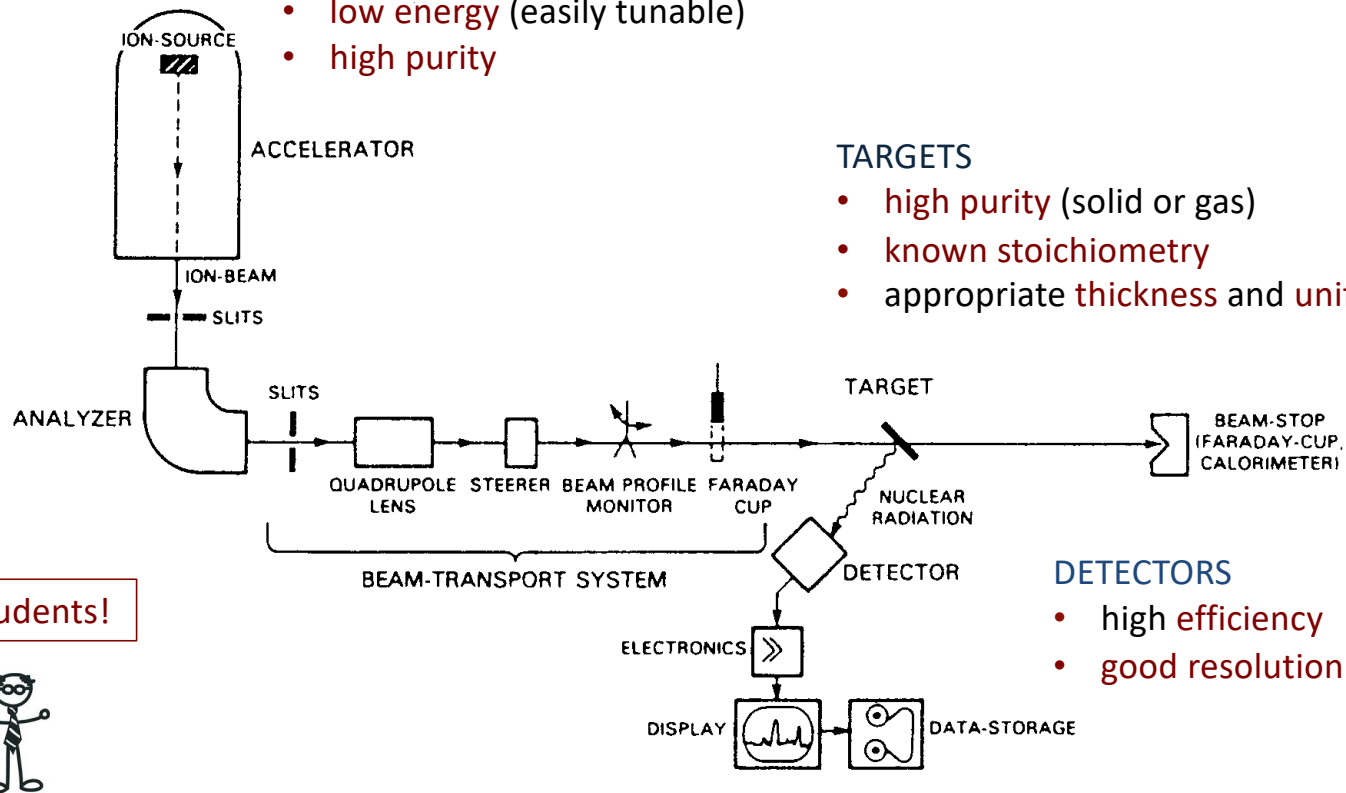 • low energy (easily tunable)
• high purity
ION-SOURCE
ACCELERATOR
ION-BEAM
SLITS
TARGETS
• high purity (solid or gas)
• known stoichiometry
• appropriate thickness and
ANALYZER
SLITS
QUADRUPOLE
LENS
STEERER
BEAM PROFILE
MONITOR
FARADAY
CUP
BEAM-TRANSPORT SYSTEM
TARGET
NUCLEAR
RADIATION
BEAM-STOP
(FARADAY-CUP,
CALORIMETER)
DETECTOR
ELECTRONICS
DISPLAY
DATA-STORAGE
DETECTORS
• high efficiency
• good resolution